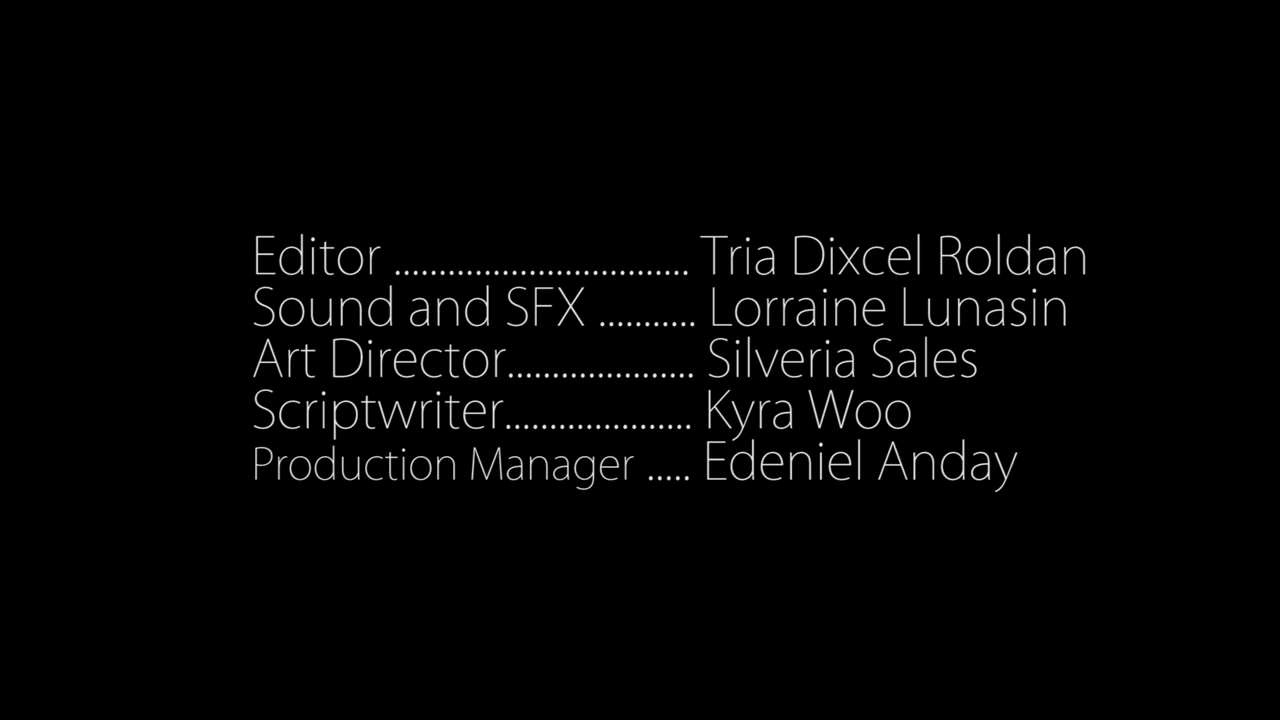 Editor ................................. Tria Dixcel Roldan
Sound and SFX ........... Lorraine Lunasin
Art Director..................... Silveria Sales
Scriptwriter..................... Kyra Woo
Production Manager ..... Edeniel Anday